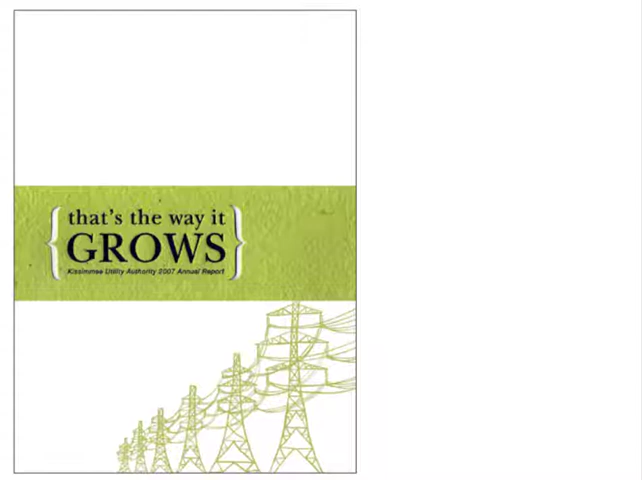 that's the way it
GROWS
Kissimmee Utility Authority 2007 Annual Report